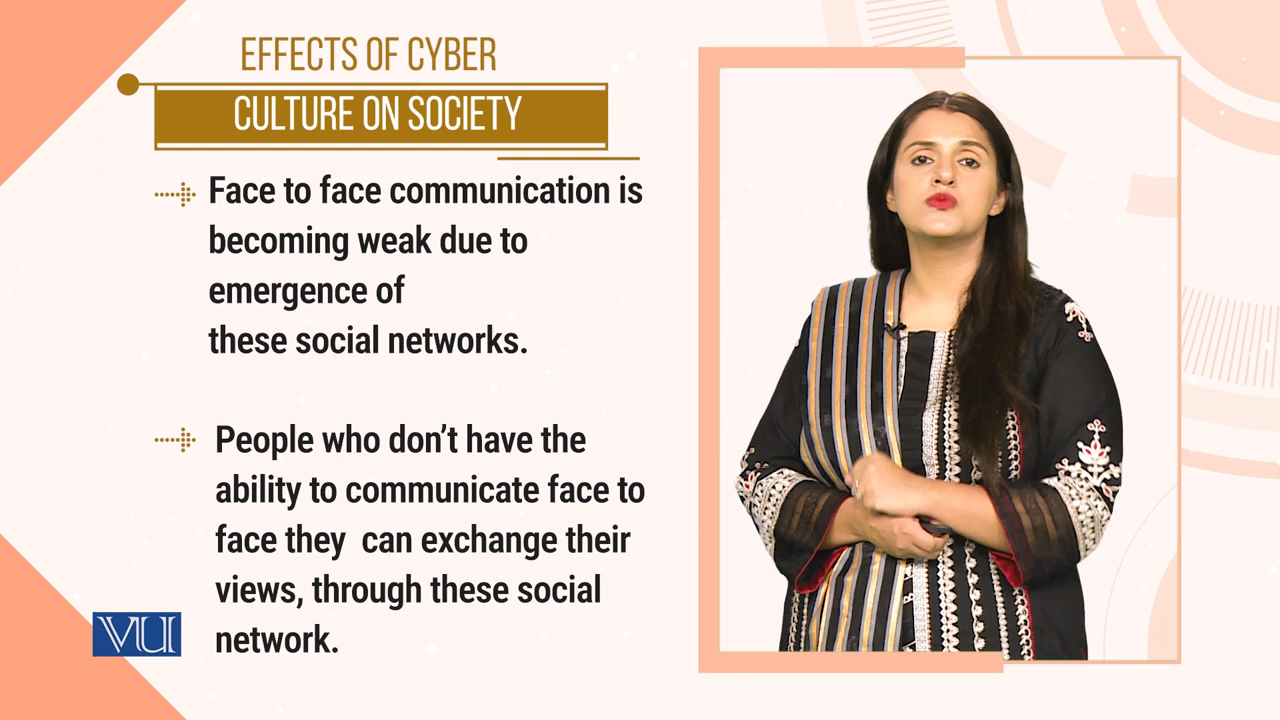 EFFECTS OF CYBER
CULTURE ON SOCIETY
Face to face communication is
becoming weak due to
emergence of
these social networks.
People who don’t have the
ability to communicate face to
face they can exchange their
views, through these social
network.
VU